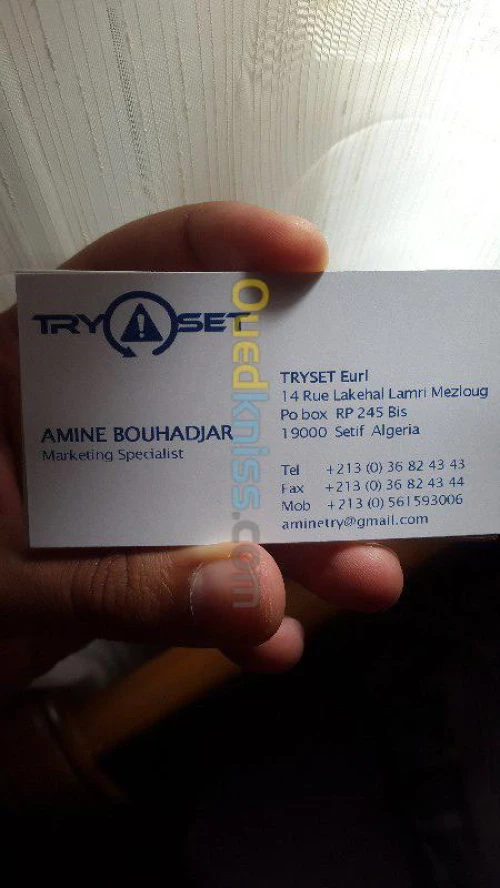 TRY SET
AMINE BOUHADJAR
Marketing Specialist
TRYSET Eurl
14 Rue Lakehal Lamri Mezloug
Po box RP 245 Bis
19000 Setif Algeria
Tel +213 (0) 36 82 43 43
Fax +213 (0) 36 82 43 44
Mob +213 (0) 561593006
aminetry@gmail.com
Ouedkniss.com